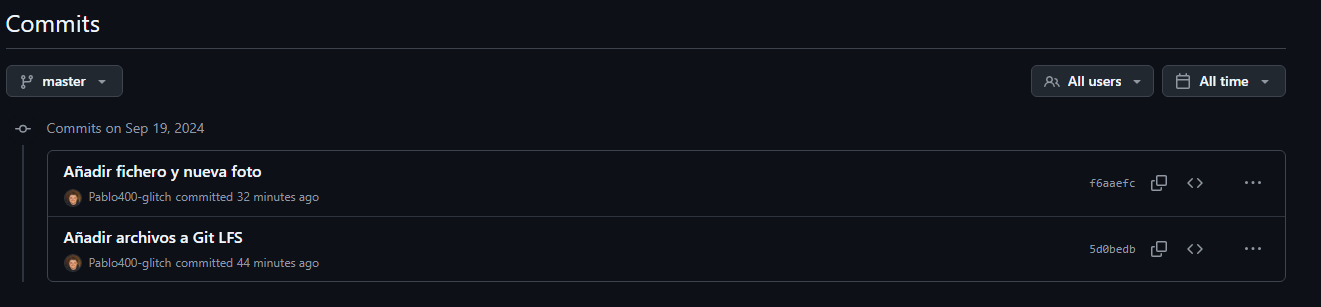 Commits
master
All users
All time
Commits on Sep 19, 2024
Añadir fichero y nueva foto
Pablo400-glitch committed 32 minutes ago
f6aaefc
Añadir archivos a Git LFS
Pablo400-glitch committed 44 minutes ago
5d0bedb